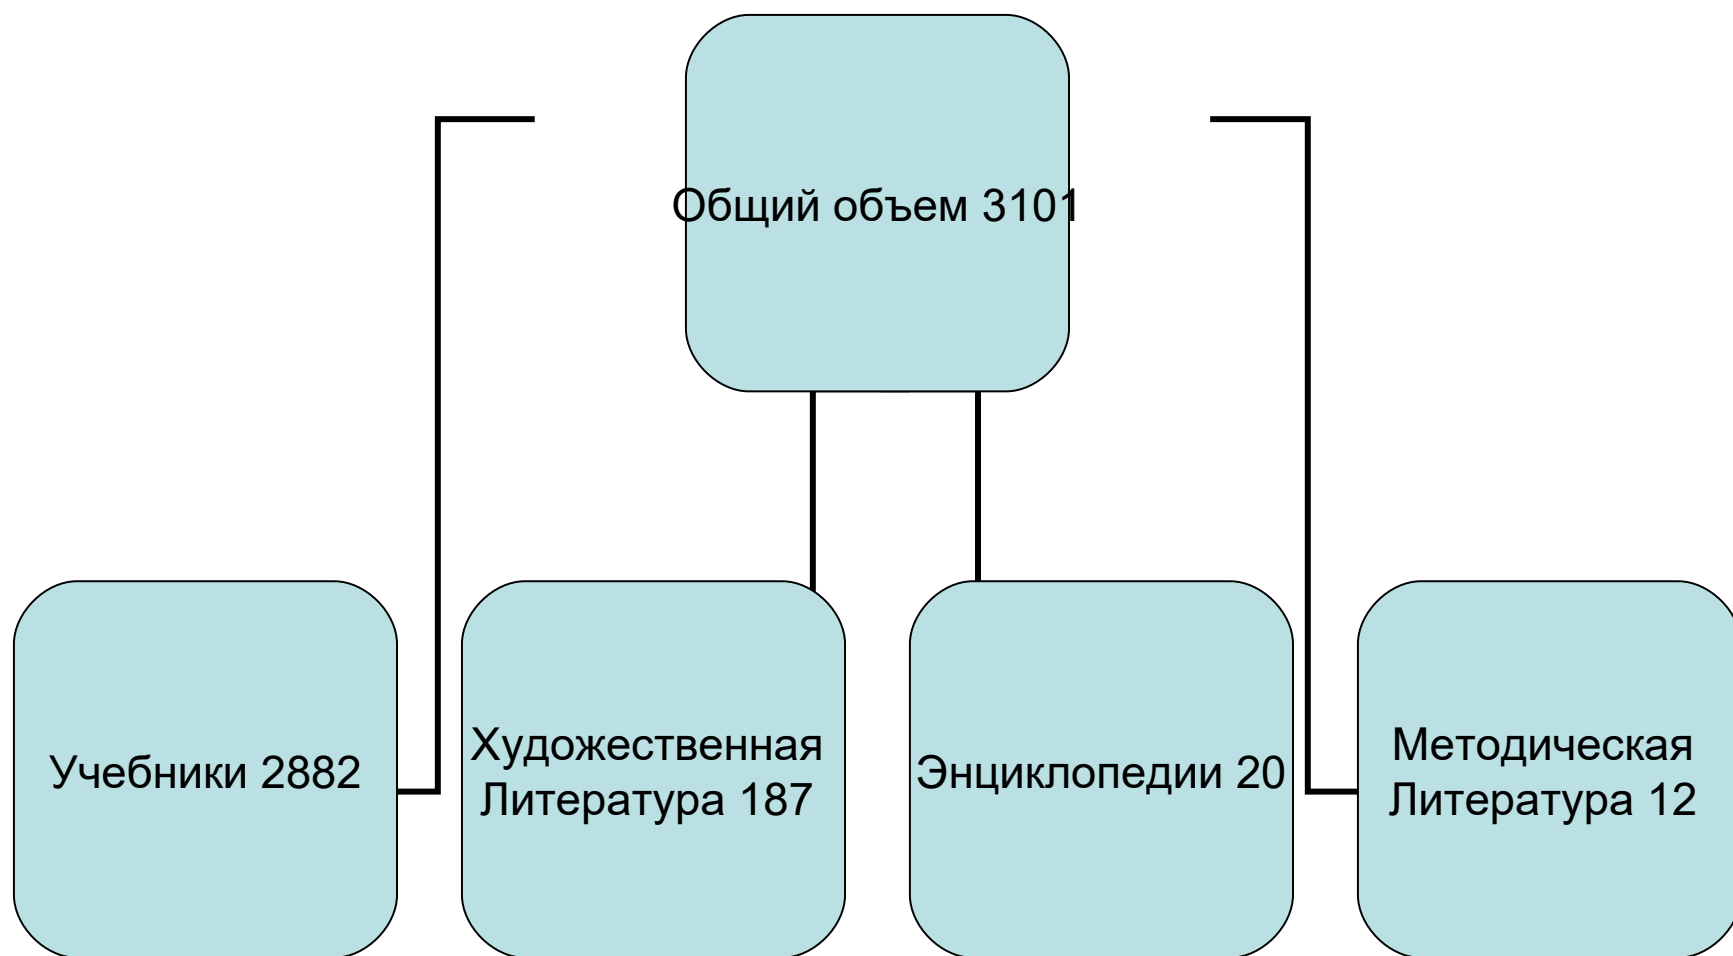 Общий объем 3101
Учебники 2882
Художественная
Литература 187
Энциклопедии 20
Методическая
Литература 12